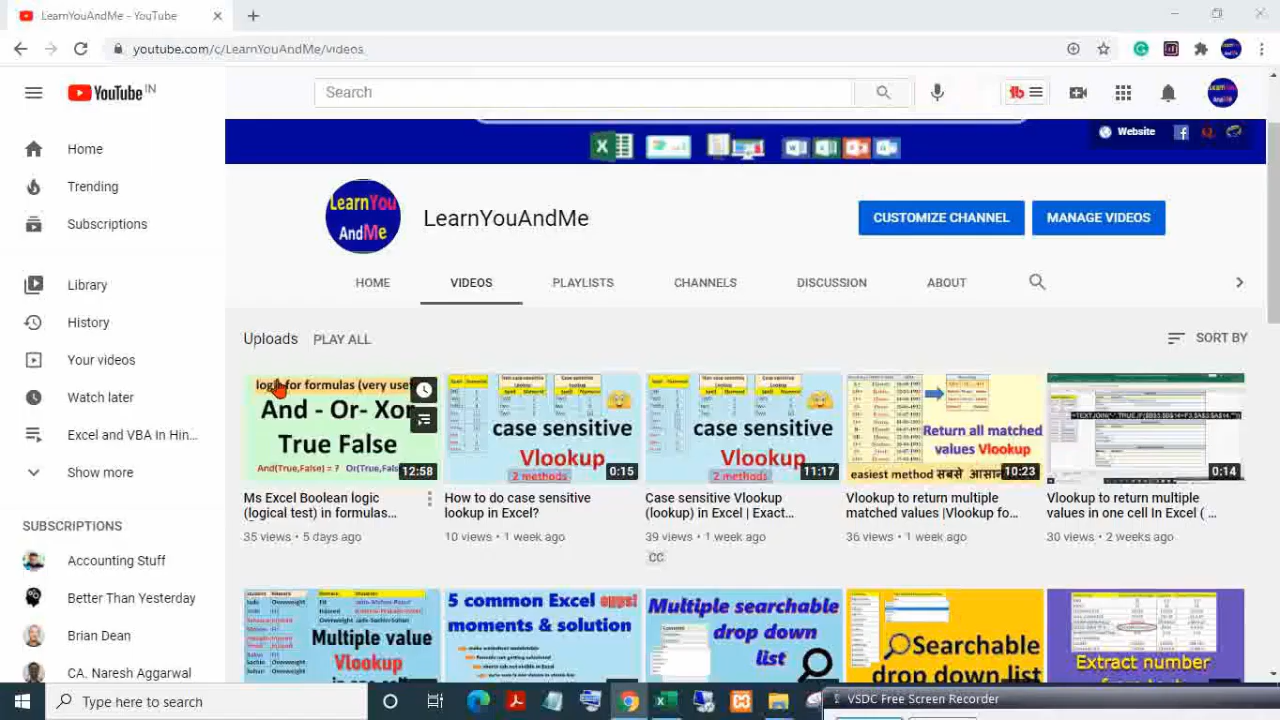 LearnYouAndMe - YouTube
youtube.com/c/LearnYouAndMe/videos
YouTube IN
Search
Website
Home
Trending
Subscriptions
Library
History
Your videos
Watch later
Excel and VBA In Hin...
Show more
SUBSCRIPTIONS
Accounting Stuff
Better Than Yesterday
Brian Dean
CA. Naresh Aggarwal
LearnYou
AndMe
LearnYouAndMe
CUSTOMIZE CHANNEL
MANAGE VIDEOS
HOME
VIDEOS
PLAYLISTS
CHANNELS
DISCUSSION
ABOUT
Uploads
PLAY ALL
SORT BY
And - Or- Xor
True False
And(True,False) = ?
12:58
Ms Excel Boolean logic
(logical test) in formulas...
35 views • 5 days ago
case sensitive
Vlookup
2 methods
0:15
How to do case sensitive
lookup in Excel?
10 views • 1 week ago
case sensitive
Vlookup
2 methods
11:17
Case sensitive Vlookup
(lookup) in Excel | Exact...
39 views • 1 week ago
CC
Return all matched
values Vlookup
easiest method सबसे
10:23
Vlookup to return multiple
matched values |Vlookup fo...
36 views • 1 week ago
0:14
Vlookup to return multiple
values in one cell In Excel ( ...
30 views • 2 weeks ago
Multiple value
Vlookup
5 common Excel
moments & solution
Multiple searchable
drop down
list
Searchable
drop down list
Extract number
Type here to search
VSDC Free Screen Recorder